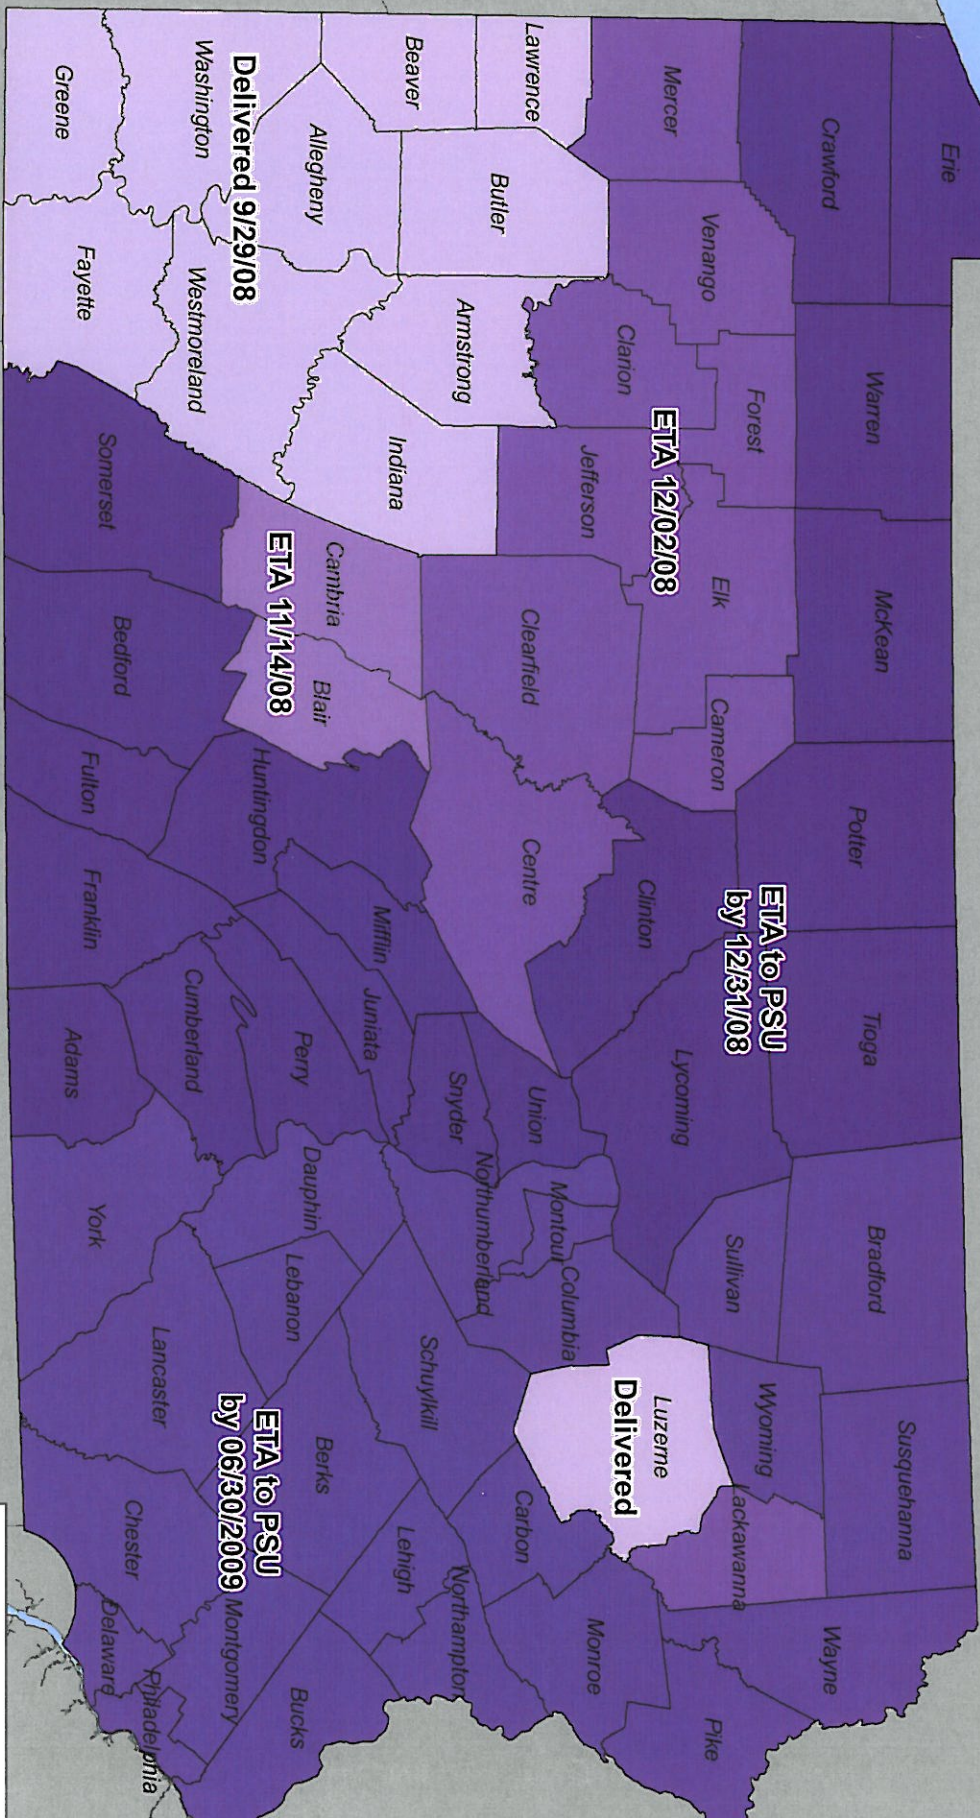 Erie
Crawford
Warren
McKean
Potter
Tioga
Bradford
Susquehanna
Wayne
Mercer
Venango
Forest
Elk
Cameron
Clinton
Lycoming
Sullivan
Wyoming
Lackawanna
Pike
ETA to PSU
by 12/31/08
ETA 12/02/08
Lawrence
Butler
Clarion
Jefferson
Clearfield
Centre
Union
Montour
Columbia
Luzerne
Delivered
Monroe
Beaver
Armstrong
Indiana
Cambria
Blair
ETA 11/14/08
Huntingdon
Mifflin
Juniata
Snyder
Northumberland
Schuylkill
Carbon
Northampton
Lehigh
Allegheny
Washington
Westmoreland
Delivered 9/29/08
Perry
Dauphin
Lebanon
Berks
ETA to PSU
by 06/30/2009
Montgomery
Bucks
Greene
Fayette
Somerset
Bedford
Fulton
Franklin
Cumberland
Adams
York
Lancaster
Chester
Delaware
Philadelphia